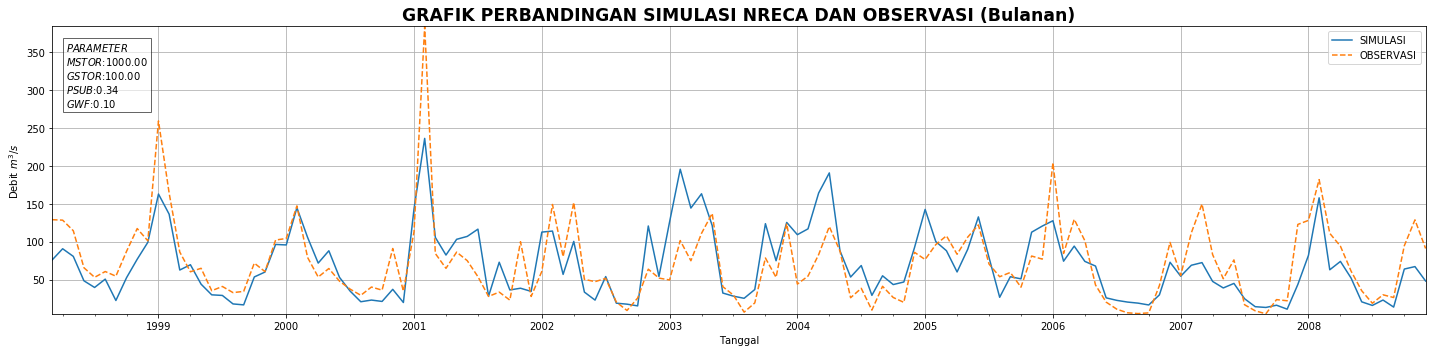 GRAFIK PERBANDINGAN SIMULASI NRECA DAN OBSERVASI (Bulanan)
PARAMETER
MSTOR:1000.00
GSTOR:100.00
PSUB:0.34
GWF:0.10
SIMULASI
OBSERVASI
350
300
250
200
150
100
50
Debit m³/s
1999
2000
2001
2002
2003
2004
2005
2006
2007
2008
Tanggal